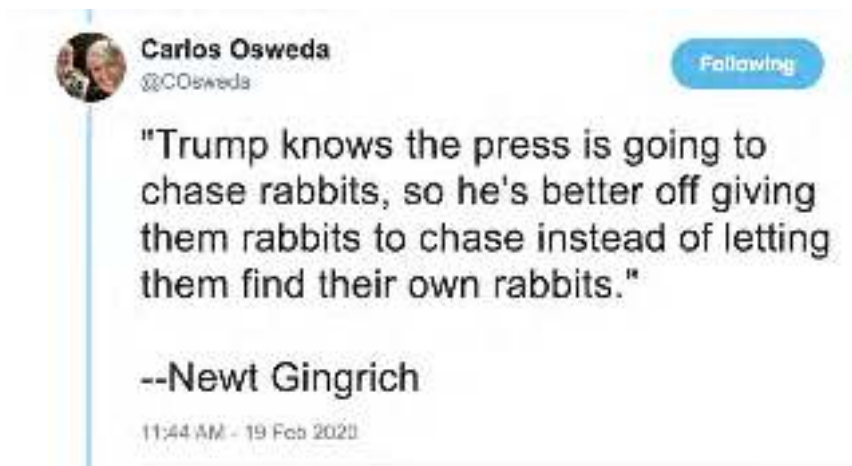 Carlos Osweda
@COsweda
Following
"Trump knows the press is going to
chase rabbits, so he's better off giving
them rabbits to chase instead of letting
them find their own rabbits."
--Newt Gingrich
11:44 AM - 19 Feb 2020